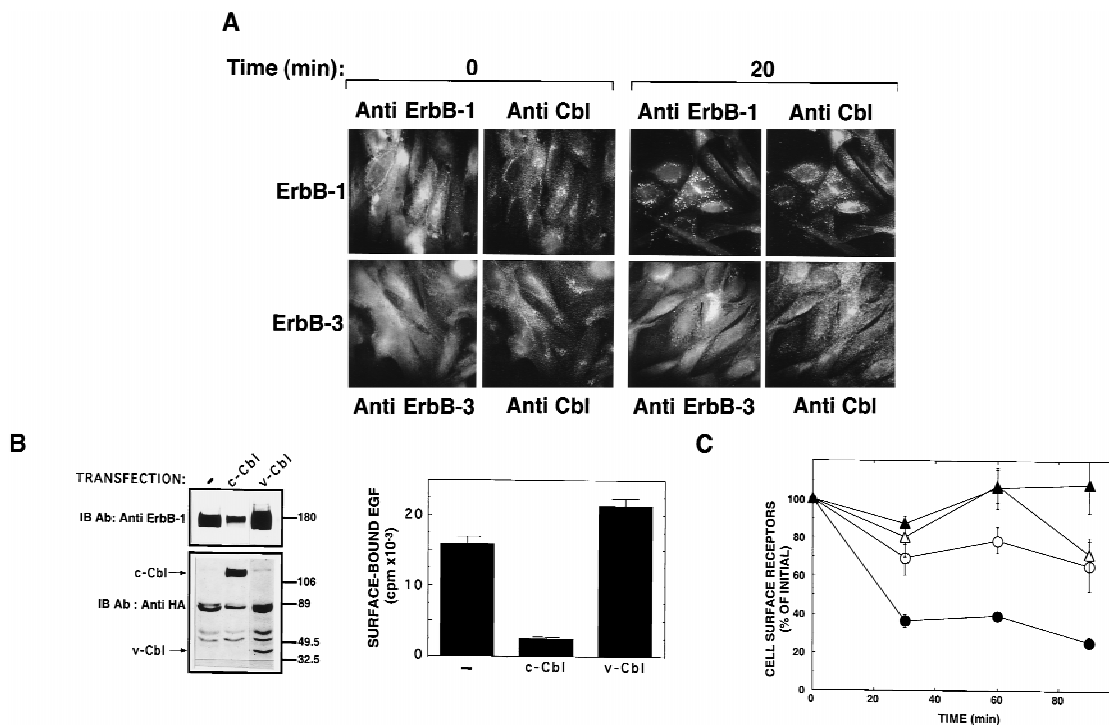 A
Time (min): 0 20
Anti ErbB-1 Anti Cbl Anti ErbB-1 Anti Cbl
ErbB-1
ErbB-3
Anti ErbB-3 Anti Cbl Anti ErbB-3 Anti Cbl
B
TRANSFECTION: - c-Cbl v-Cbl
IB Ab: Anti ErbB-1
180
c-Cbl
106
IB Ab : Anti HA
89
49.5
v-Cbl
32.5
SURFACE-BOUND EGF
(cpm x10-3)
20
10
0
- c-Cbl v-Cbl
C
CELL SURFACE RECEPTORS
(% OF INITIAL)
100
80
60
40
20
0
0 20 40 60 80
TIME (min)